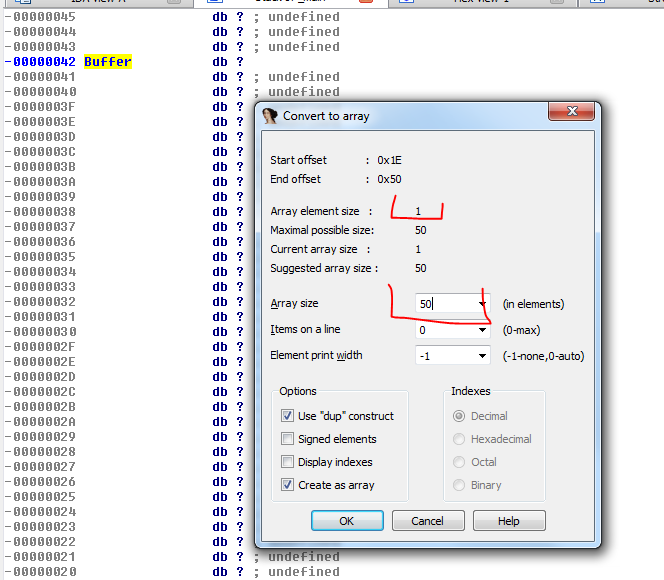 -00000045 db ? ; undefined
-00000044 db ? ; undefined
-00000043 db ? ; undefined
-00000042 Buffer db ?
-00000041 db ? ; undefined
-00000040 db ? ; undefined
-0000003F db ?
-0000003E db ?
-0000003D db ?
-0000003C db ?
-0000003B db ?
-0000003A db ?
-00000039 db ?
-00000038 db ?
-00000037 db ?
-00000036 db ?
-00000035 db ?
-00000034 db ?
-00000033 db ?
-00000032 db ?
-00000031 db ?
-00000030 db ?
-0000002F db ?
-0000002E db ?
-0000002D db ?
-0000002C db ?
-0000002B db ?
-0000002A db ?
-00000029 db ?
-00000028 db ?
-00000027 db ?
-00000026 db ?
-00000025 db ?
-00000024 db ?
-00000023 db ?
-00000022 db ? ; undefined
-00000021 db ? ; undefined
-00000020 db ? ; undefined
Convert to array
Start offset : 0x1E
End offset : 0x50
Array element size : 1
Maximal possible size: 50
Current array size : 1
Suggested array size : 50
Array size 50 (in elements)
Items on a line 0 (0-max)
Element print width -1 (-1-none,0-auto)
Options
Use "dup" construct
Signed elements
Display indexes
Create as array
Indexes
Decimal
Hexadecimal
Octal
Binary
OK Cancel Help